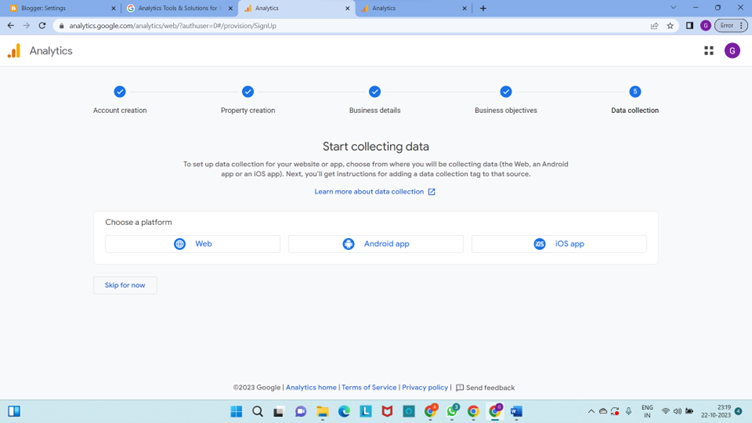 Blogger: Settings
Analytics Tools & Solutions for
Analytics
Analytics
analytics.google.com/analytics/web/?authuser=0#/provision/SignUp
G
Error
Analytics
G
5
Account creation
Property creation
Business details
Business objectives
Data collection
Start collecting data
To set up data collection for your website or app, choose from where you will be collecting data (the Web, an Android
app or an iOS app). Next, you'll get instructions for adding a data collection tag to that source.
Learn more about data collection
Choose a platform
Web
Android app
iOS iOS app
Skip for now
©2023 Google | Analytics home | Terms of Service | Privacy policy | Send feedback
ENG
IN
23:19
22-10-2023